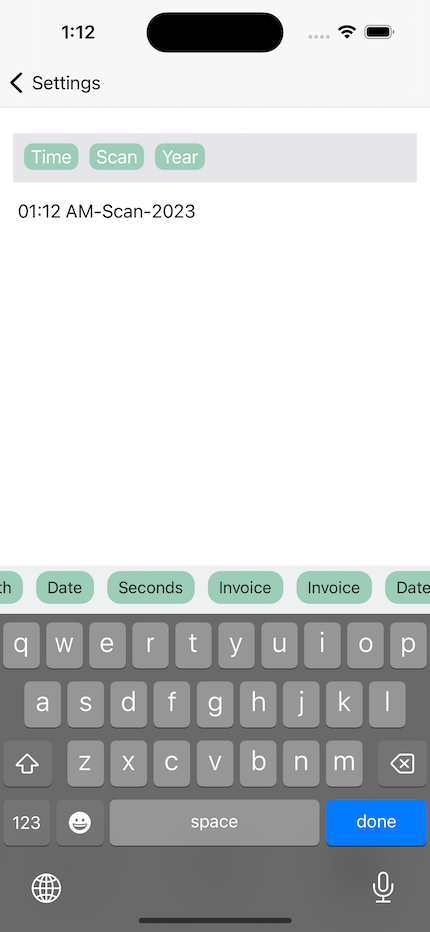 1:12
Settings
Time Scan Year
01:12 AM-Scan-2023
th Date Seconds Invoice Invoice Date
q w e r t y u i o p
a s d f g h j k l
z x c v b n m
123 space done